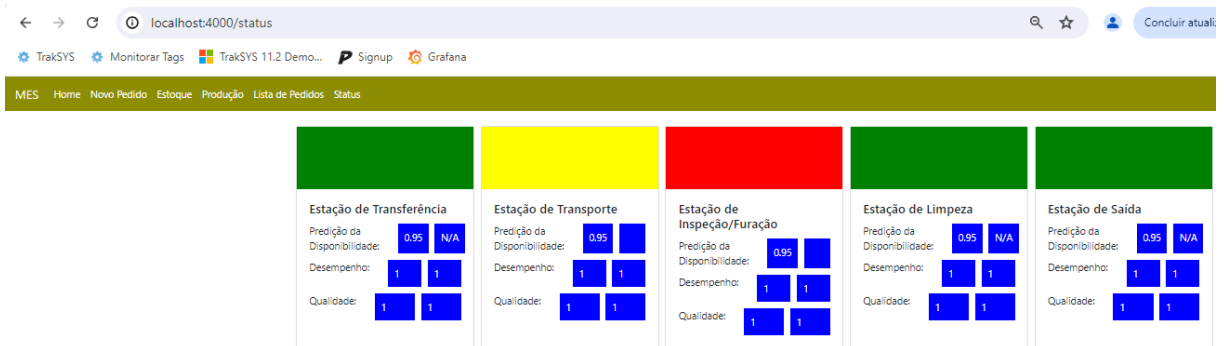 localhost:4000/status
Concluir atuali
TrakSYS Monitorar Tags TrakSYS 11.2 Demo... Signup Grafana
MES Home Novo Pedido Estoque Produção Lista de Pedidos Status
Estação de Transferência
Predição da
Disponibilidade: 0.95 N/A
Desempenho: 1 1
Qualidade: 1 1
Estação de Transporte
Predição da
Disponibilidade: 0.95
Desempenho: 1 1
Qualidade: 1 1
Estação de
Inspeção/Furação
Predição da
Disponibilidade: 0.95
Desempenho: 1 1
Qualidade: 1 1
Estação de Limpeza
Predição da
Disponibilidade: 0.95 N/A
Desempenho: 1 1
Qualidade: 1 1
Estação de Saída
Predição da
Disponibilidade: 0.95 N/A
Desempenho: 1 1
Qualidade: 1 1